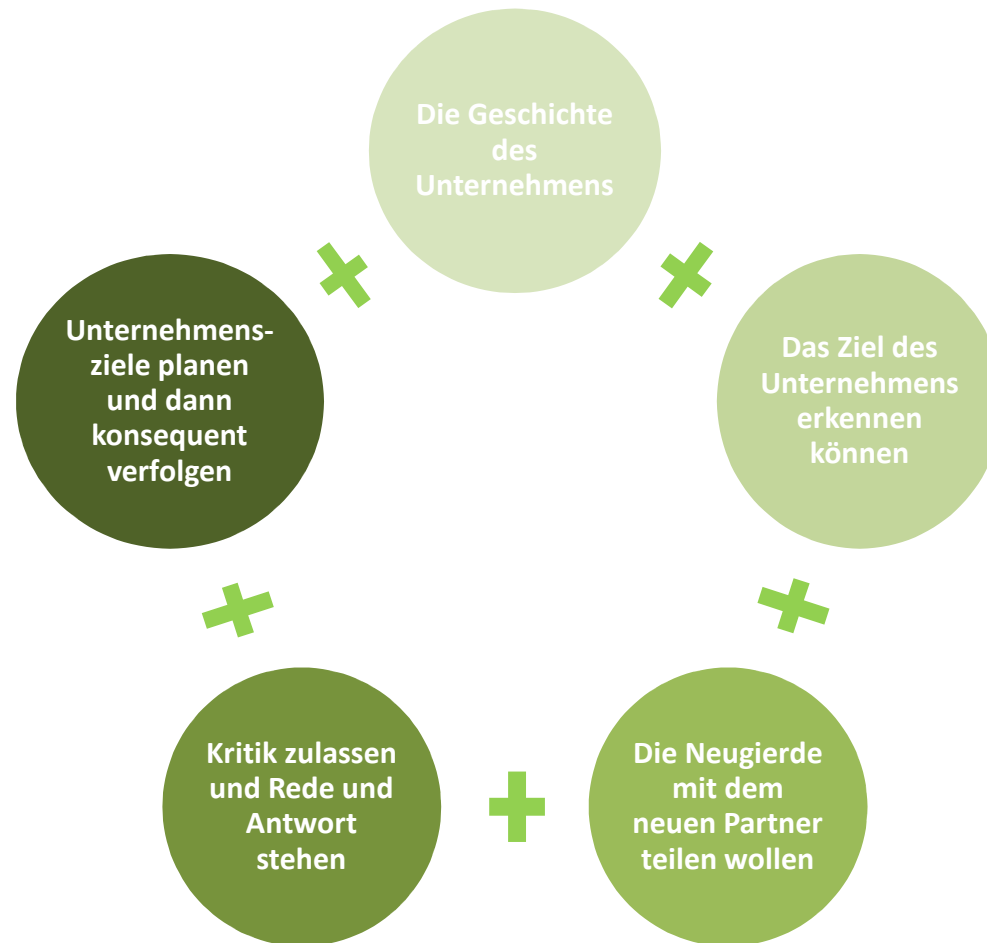 Die Geschichte
des
Unternehmens
Das Ziel des
Unternehmens
erkennen
können
Die Neugierde
mit dem
neuen Partner
teilen wollen
Kritik zulassen
und Rede und
Antwort
stehen
Unternehmens-
ziele planen
und dann
konsequent
verfolgen